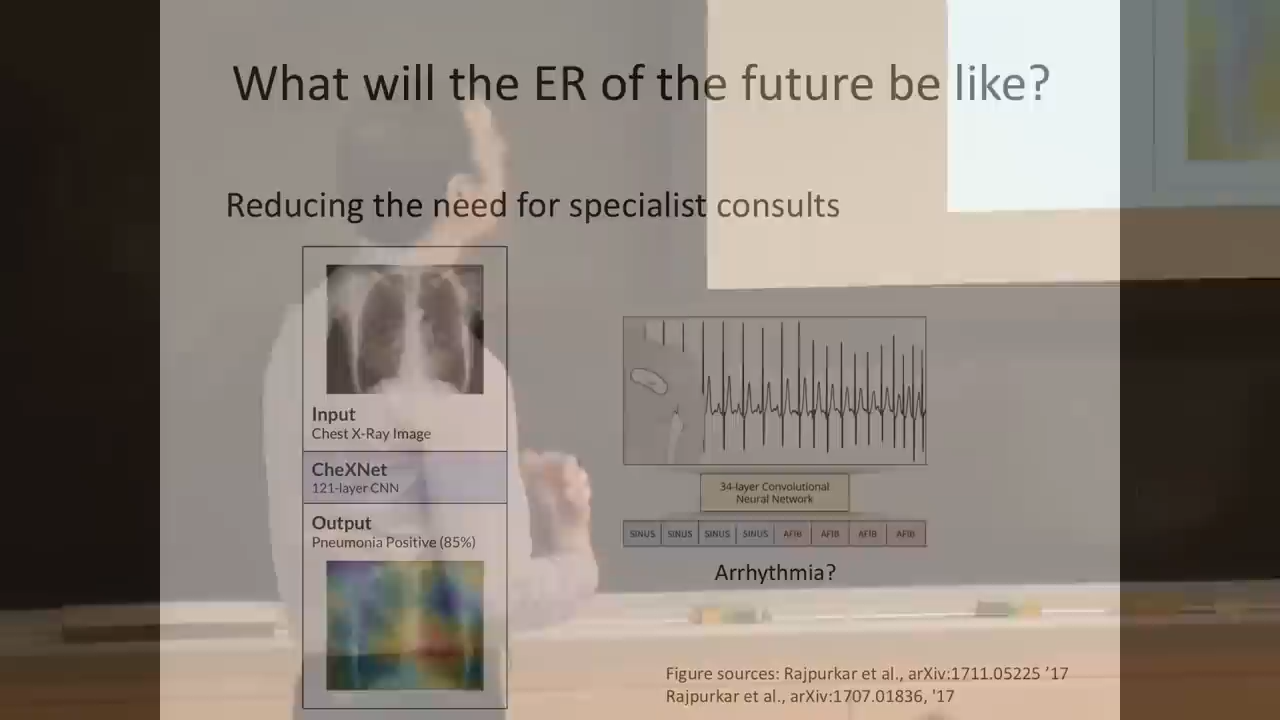 What will the ER of the future be like?
Reducing the need for specialist consults
Input
Chest X-Ray Image
CheXNet
121-layer CNN
Output
Pneumonia Positive (85%)
34-layer Convolutional
Neural Network
SINUS SINUS SINUS SINUS AFIB AFIB AFIB AFIB
Arrhythmia?
Figure sources: Rajpurkar et al., arXiv:1711.05225 ’17
Rajpurkar et al., arXiv:1707.01836, '17